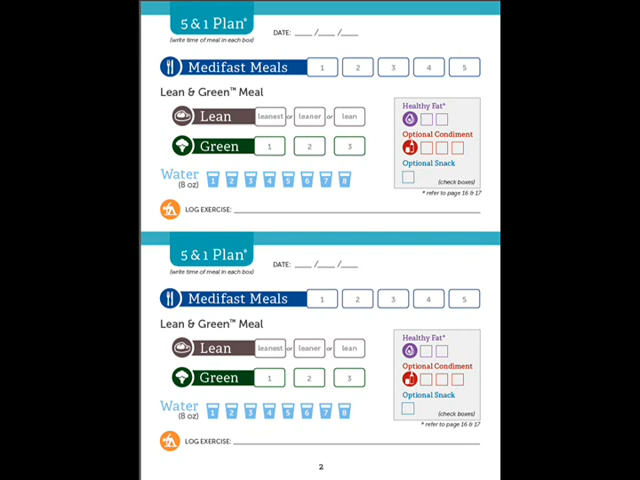 5 & 1 Plan*
(write time of meal in each box)
DATE: ____ /____ /____
Medifast Meals 1 2 3 4 5
Lean & Green™ Meal
Lean leanest or leaner or lean
Green 1 2 3
Water 1 2 3 4 5 6 7 8
(8 oz)
Healthy Fat*
Optional Condiment
Optional Snack
(check boxes)
* refer to page 16 & 17
LOG EXERCISE:
5 & 1 Plan*
(write time of meal in each box)
DATE: ____ /____ /____
Medifast Meals 1 2 3 4 5
Lean & Green™ Meal
Lean leanest or leaner or lean
Green 1 2 3
Water 1 2 3 4 5 6 7 8
(8 oz)
Healthy Fat*
Optional Condiment
Optional Snack
(check boxes)
* refer to page 16 & 17
LOG EXERCISE:
2